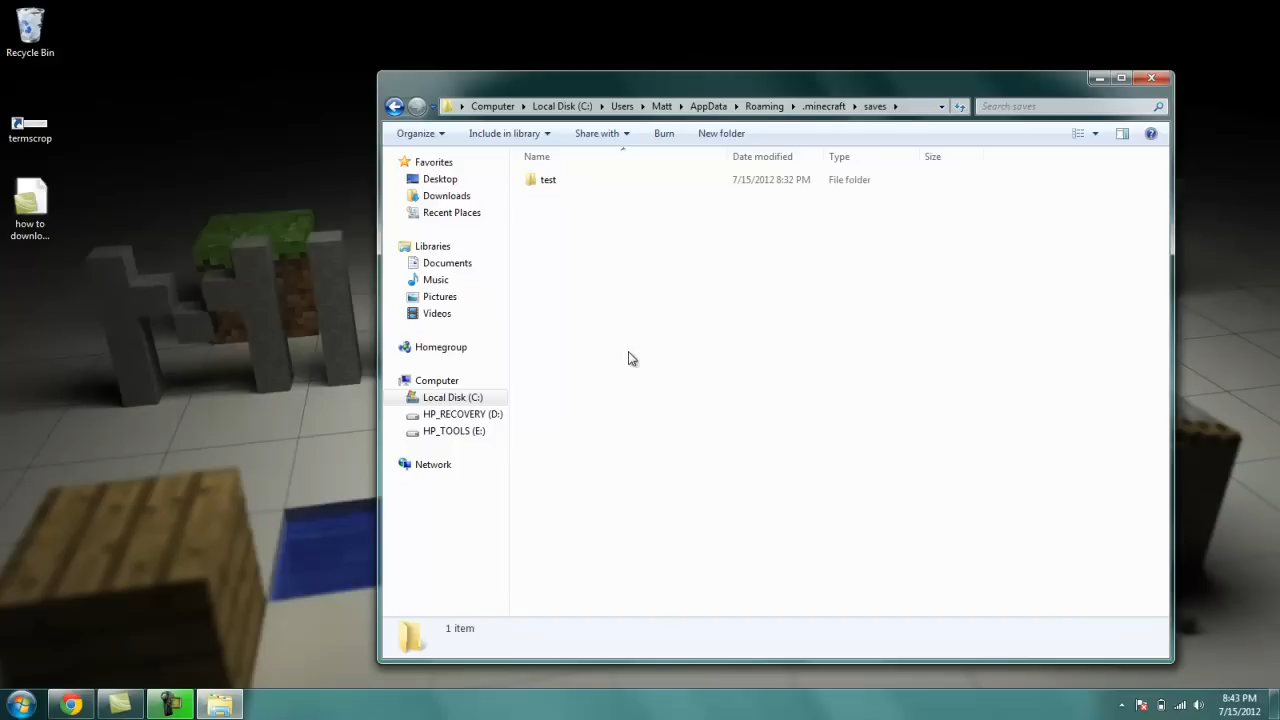 Recycle Bin
termscrop
how to
downlo...
Computer
Local Disk (C:)
Users
Matt
AppData
Roaming
.minecraft
saves
Search saves
Organize
Include in library
Share with
Burn
New folder
Name
Date modified
Type
Size
test
7/15/2012 8:32 PM
File folder
Favorites
Desktop
Downloads
Recent Places
Libraries
Documents
Music
Pictures
Videos
Homegroup
Computer
Local Disk (C:)
HP_RECOVERY (D:)
HP_TOOLS (E:)
Network
1 item
8:43 PM
7/15/2012